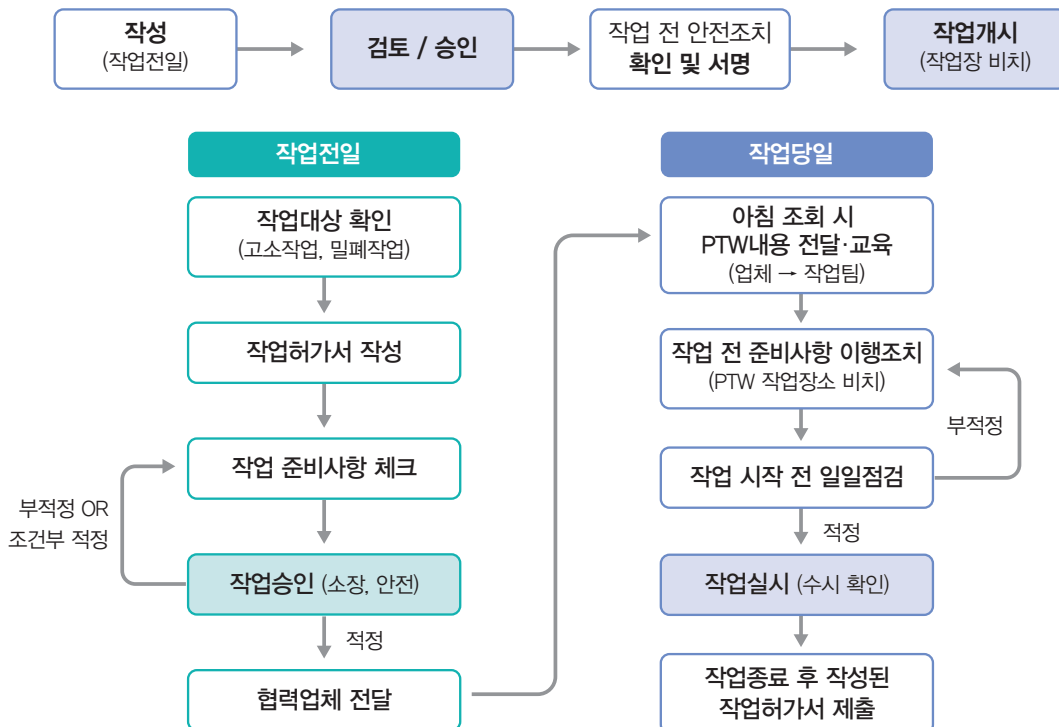 작성
(작업전일)
검토 / 승인
작업 전 안전조치
확인 및 서명
작업개시
(작업장 비치)
작업전일
작업대상 확인
(고소작업, 밀폐작업)
작업허가서 작성
작업 준비사항 체크
부적정 OR
조건부 적정
작업승인 (소장, 안전)
적정
협력업체 전달
작업당일
아침 조회 시
PTW내용 전달·교육
(업체 → 작업팀)
작업 전 준비사항 이행조치
(PTW 작업장소 비치)
부적정
작업 시작 전 일일점검
적정
작업실시 (수시 확인)
작업종료 후 작성된
작업허가서 제출